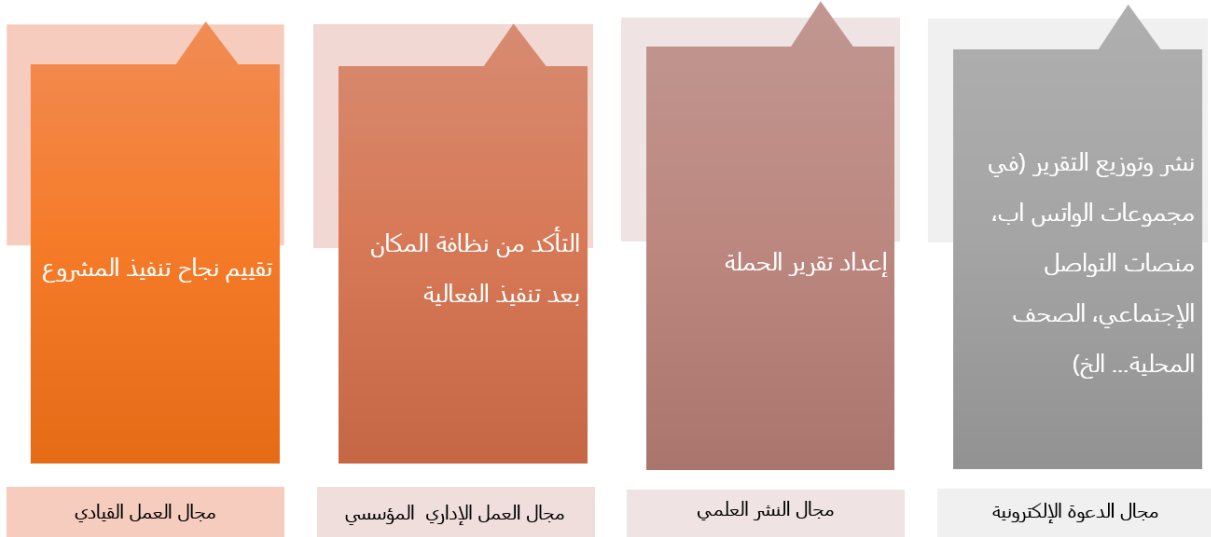 نشر وتوزيع التقرير (في
مجموعات الواتس اب،
منصات التواصل
الإجتماعي، الصحف
المحلية... الخ)
مجال الدعوة الإلكترونية
إعداد تقرير الحملة
مجال النشر العلمي
التأكد من نظافة المكان
بعد تنفيذ الفعالية
مجال العمل الإداري المؤسسي
تقييم نجاح تنفيذ المشروع
مجال العمل القيادي